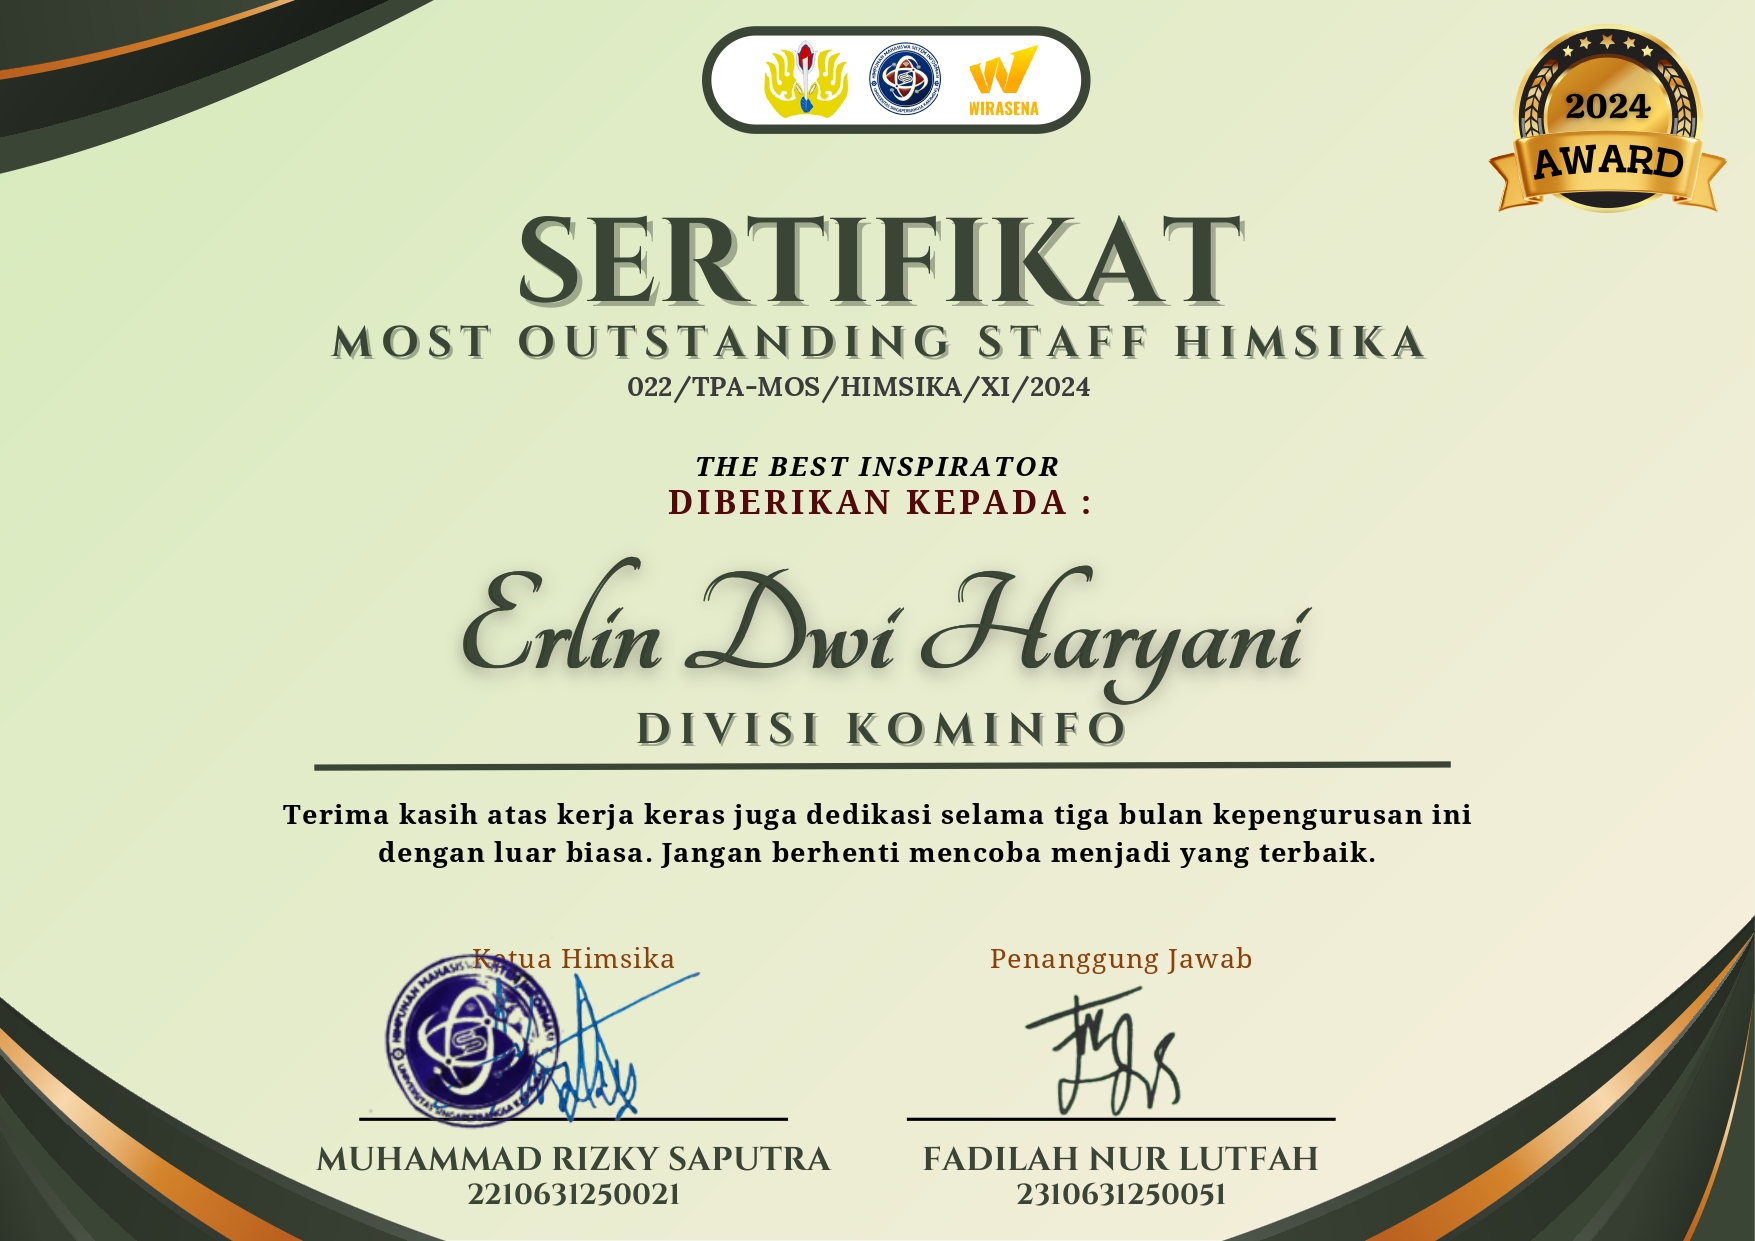 WIRASENA
2024
AWARD
SERTIFIKAT
MOST OUTSTANDING STAFF HIMSIKA
022/TPA-MOS/HIMSIKA/XI/2024
THE BEST INSPIRATOR
DIBERIKAN KEPADA :
Erlin Dwi Haryani
DIVISI KOMINFO
Terima kasih atas kerja keras juga dedikasi selama tiga bulan kepengurusan ini
dengan luar biasa. Jangan berhenti mencoba menjadi yang terbaik.
Ketua Himsika
Penanggung Jawab
MUHAMMAD RIZKY SAPUTRA
2210631250021
FADILAH NUR LUTFAH
2310631250051